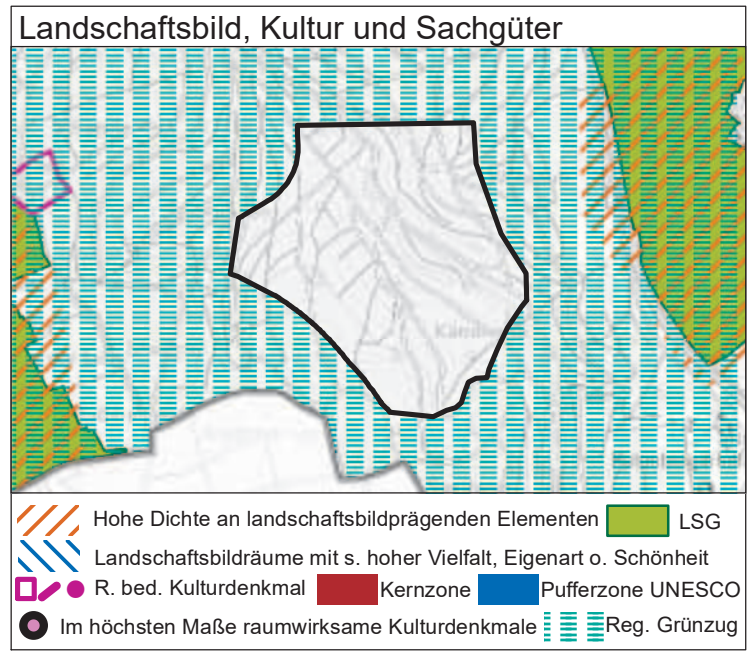 Landschaftsbild, Kultur und Sachgüter
Hohe Dichte an landschaftsbildprägenden Elementen LSG
Landschaftsbildräume mit s. hoher Vielfalt, Eigenart o. Schönheit
R. bed. Kulturdenkmal Kernzone Pufferzone UNESCO
Im höchsten Maße raumwirksame Kulturdenkmale Reg. Grünzug